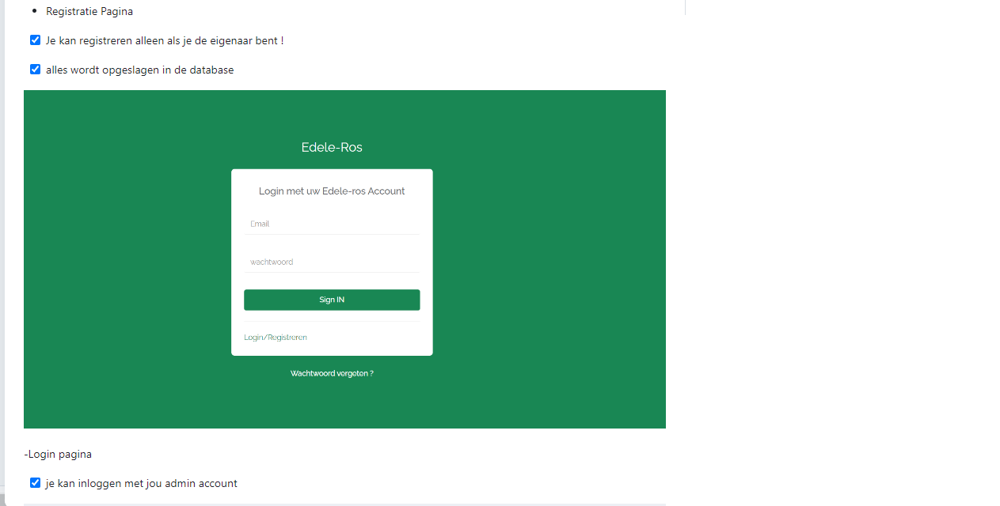 Registratie Pagina
Je kan registreren alleen als je de eigenaar bent !
alles wordt opgeslagen in de database
Edele-Ros
Login met uw Edele-ros Account
Email
wachtwoord
Sign IN
Login/Registreren
Wachtwoord vergeten ?
-Login pagina
je kan inloggen met jou admin account